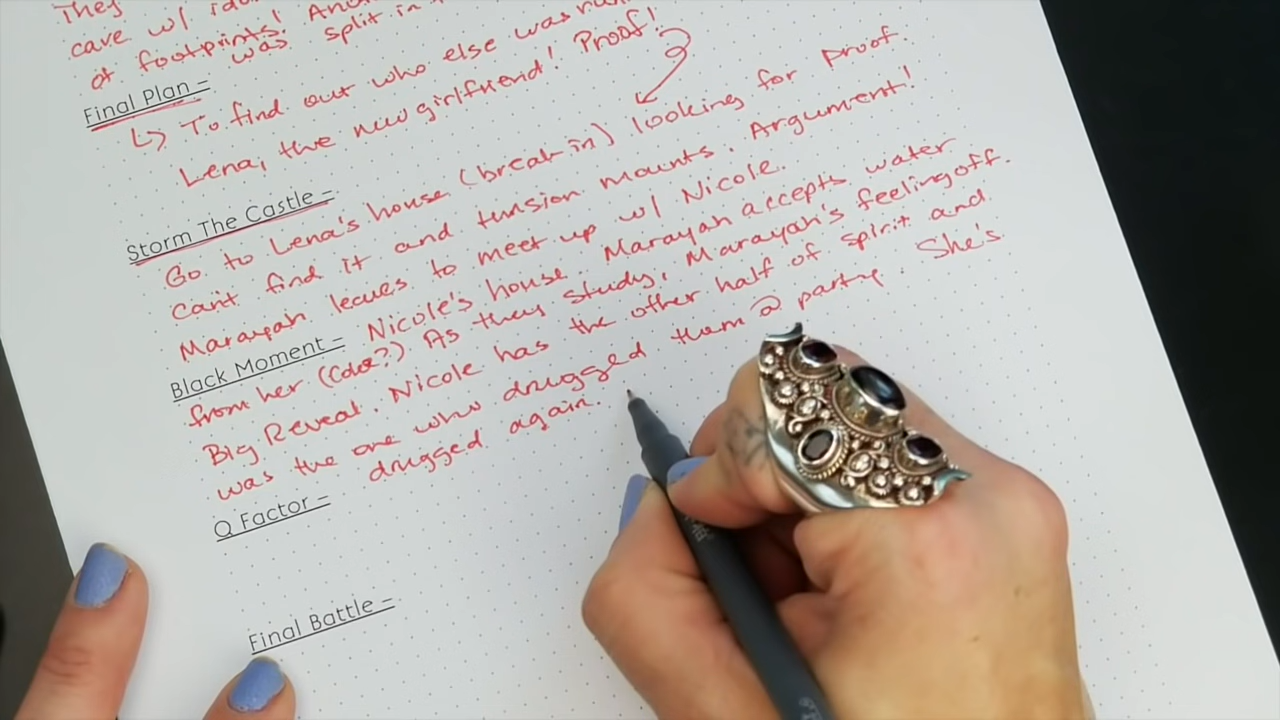 They
cave w/
of footprints! And
was split in
Final Plan –
↳ To find out who else was
Lena, the new girlfriend! Proof!
Storm The Castle –
Go to Lena's house (break in) looking for proof.
can't find it and tension mounts. Argument!
Marayah leaves to meet up w/ Nicole.
Black Moment – Nicole's house. Marayah accepts water
from her (Coke?) As they study, Marayah's feeling off.
Big Reveal. Nicole has the other half of spirit and
was the one who drugged them @ party. She's
drugged again.
Q Factor –
Final Battle –